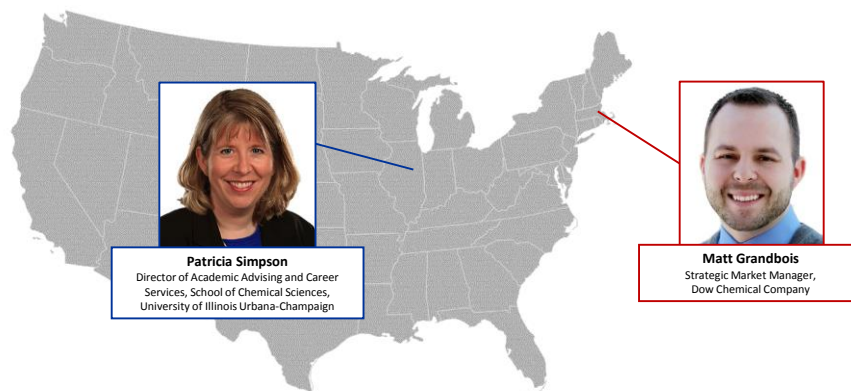 Patricia Simpson
Director of Academic Advising and Career
Services, School of Chemical Sciences,
University of Illinois Urbana-Champaign
Matt Grandbois
Strategic Market Manager,
Dow Chemical Company